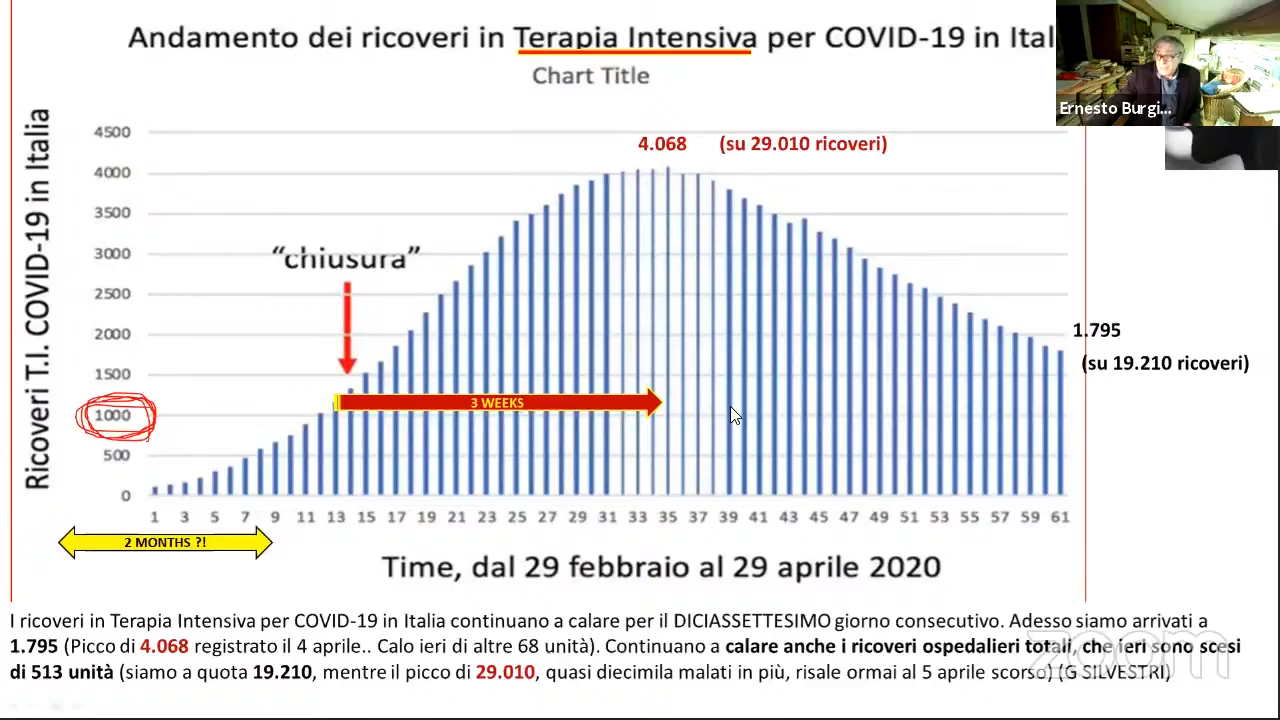 Andamento dei ricoveri in Terapia Intensiva per COVID-19 in Ital
Chart Title
Ernesto Burgi...
Ricoveri T.I. COVID-19 in Italia
4500
4.068 (su 29.010 ricoveri)
4000
3500
3000
"chiusura"
2500
2000
1.795
1500
(su 19.210 ricoveri)
3 WEEKS
1000
500
0
1 3 5 7 9 11 13 15 17 19 21 23 25 27 29 31 33 35 37 39 41 43 45 47 49 51 53 55 57 59 61
2 MONTHS ?!
Time, dal 29 febbraio al 29 aprile 2020
I ricoveri in Terapia Intensiva per COVID-19 in Italia continuano a calare per il DICIASSETTESIMO giorno consecutivo. Adesso siamo arrivati a
1.795 (Picco di 4.068 registrato il 4 aprile.. Calo ieri di altre 68 unità). Continuano a calare anche i ricoveri ospedalieri totali, che ieri sono scesi
di 513 unità (siamo a quota 19.210, mentre il picco di 29.010, quasi diecimila malati in più, risale ormai al 5 aprile scorso) (G SILVESTRI)
zoom